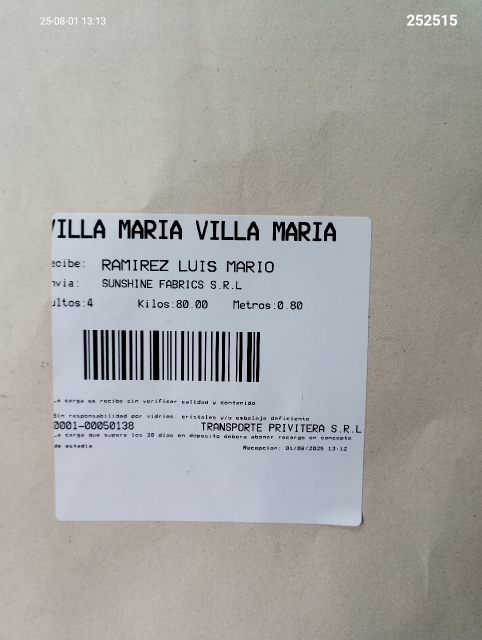 25-08-01 13:13
252515
VILLA MARIA VILLA MARIA
ecibe: RAMIREZ LUIS MARIO
nvia: SUNSHINE FABRICS S.R.L
ultos:4 Kilos:80.00 Metros:0.80
La carga se recibe sin verificar calidad y contenido
Sin responsabilidad por vidrios, cristales y/o embalaje deficiente
0001-00050138 TRANSPORTE PRIVITERA S.R.L
La carga que supere los 30 dias en deposito debera abonar recargo en concepto
de estadia Recepcion: 01/08/2025 13:12